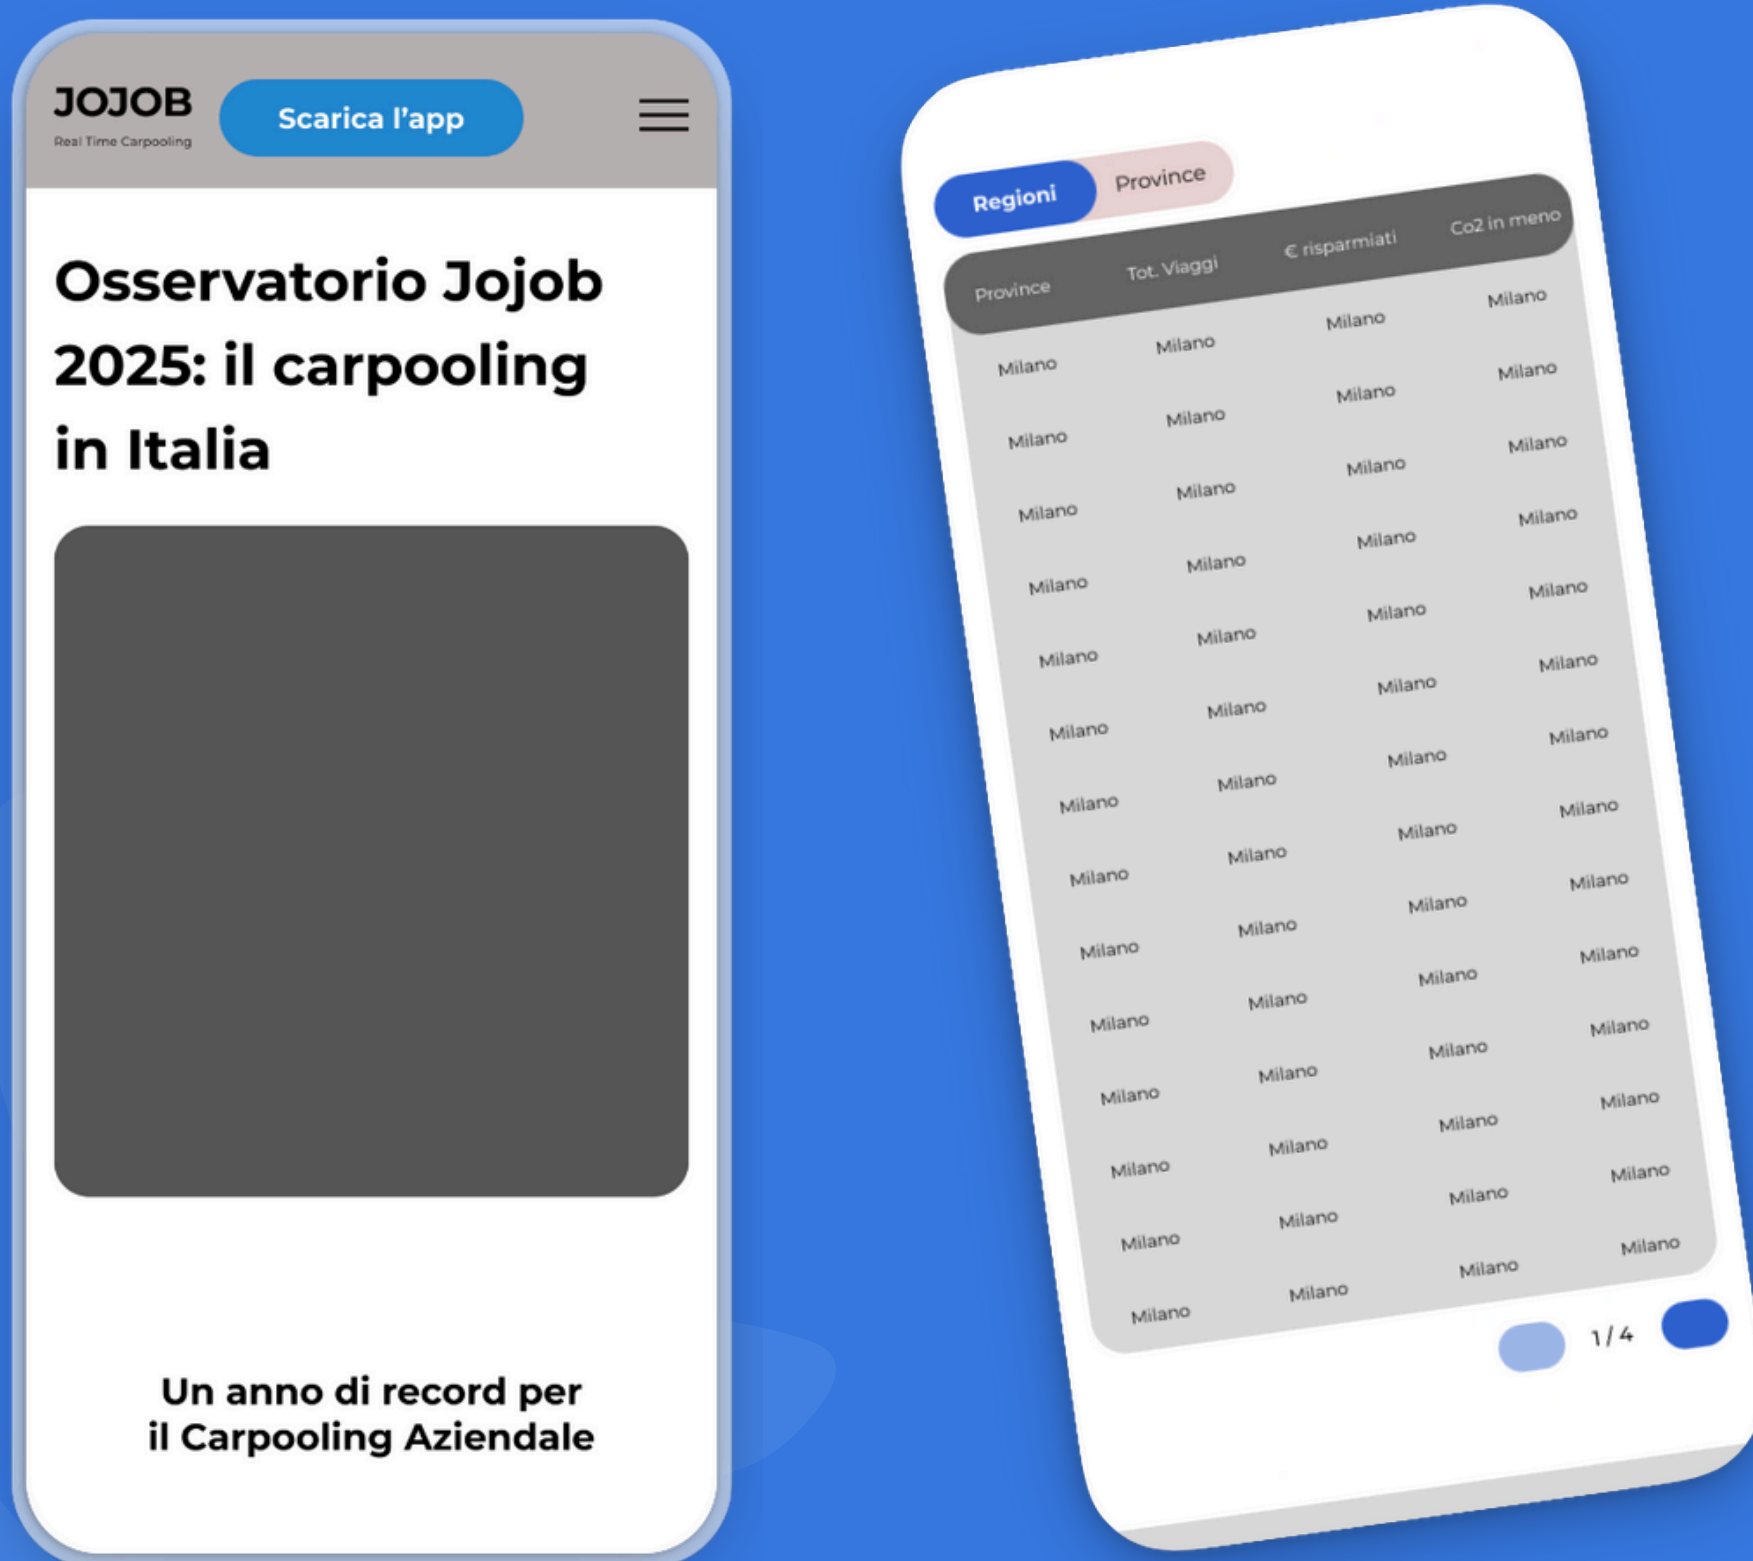 JOJOB
Real Time Carpooling
Scarica l’app
Osservatorio Jojob
2025: il carpooling
in Italia
Un anno di record per
il Carpooling Aziendale
Regioni Province
Province Tot. Viaggi € risparmiati Co2 in meno
Milano Milano Milano Milano
Milano Milano Milano Milano
Milano Milano Milano Milano
Milano Milano Milano Milano
Milano Milano Milano Milano
Milano Milano Milano Milano
Milano Milano Milano Milano
Milano Milano Milano Milano
Milano Milano Milano Milano
Milano Milano Milano Milano
Milano Milano Milano Milano
Milano Milano Milano Milano
Milano Milano Milano Milano
Milano Milano Milano Milano
1 / 4